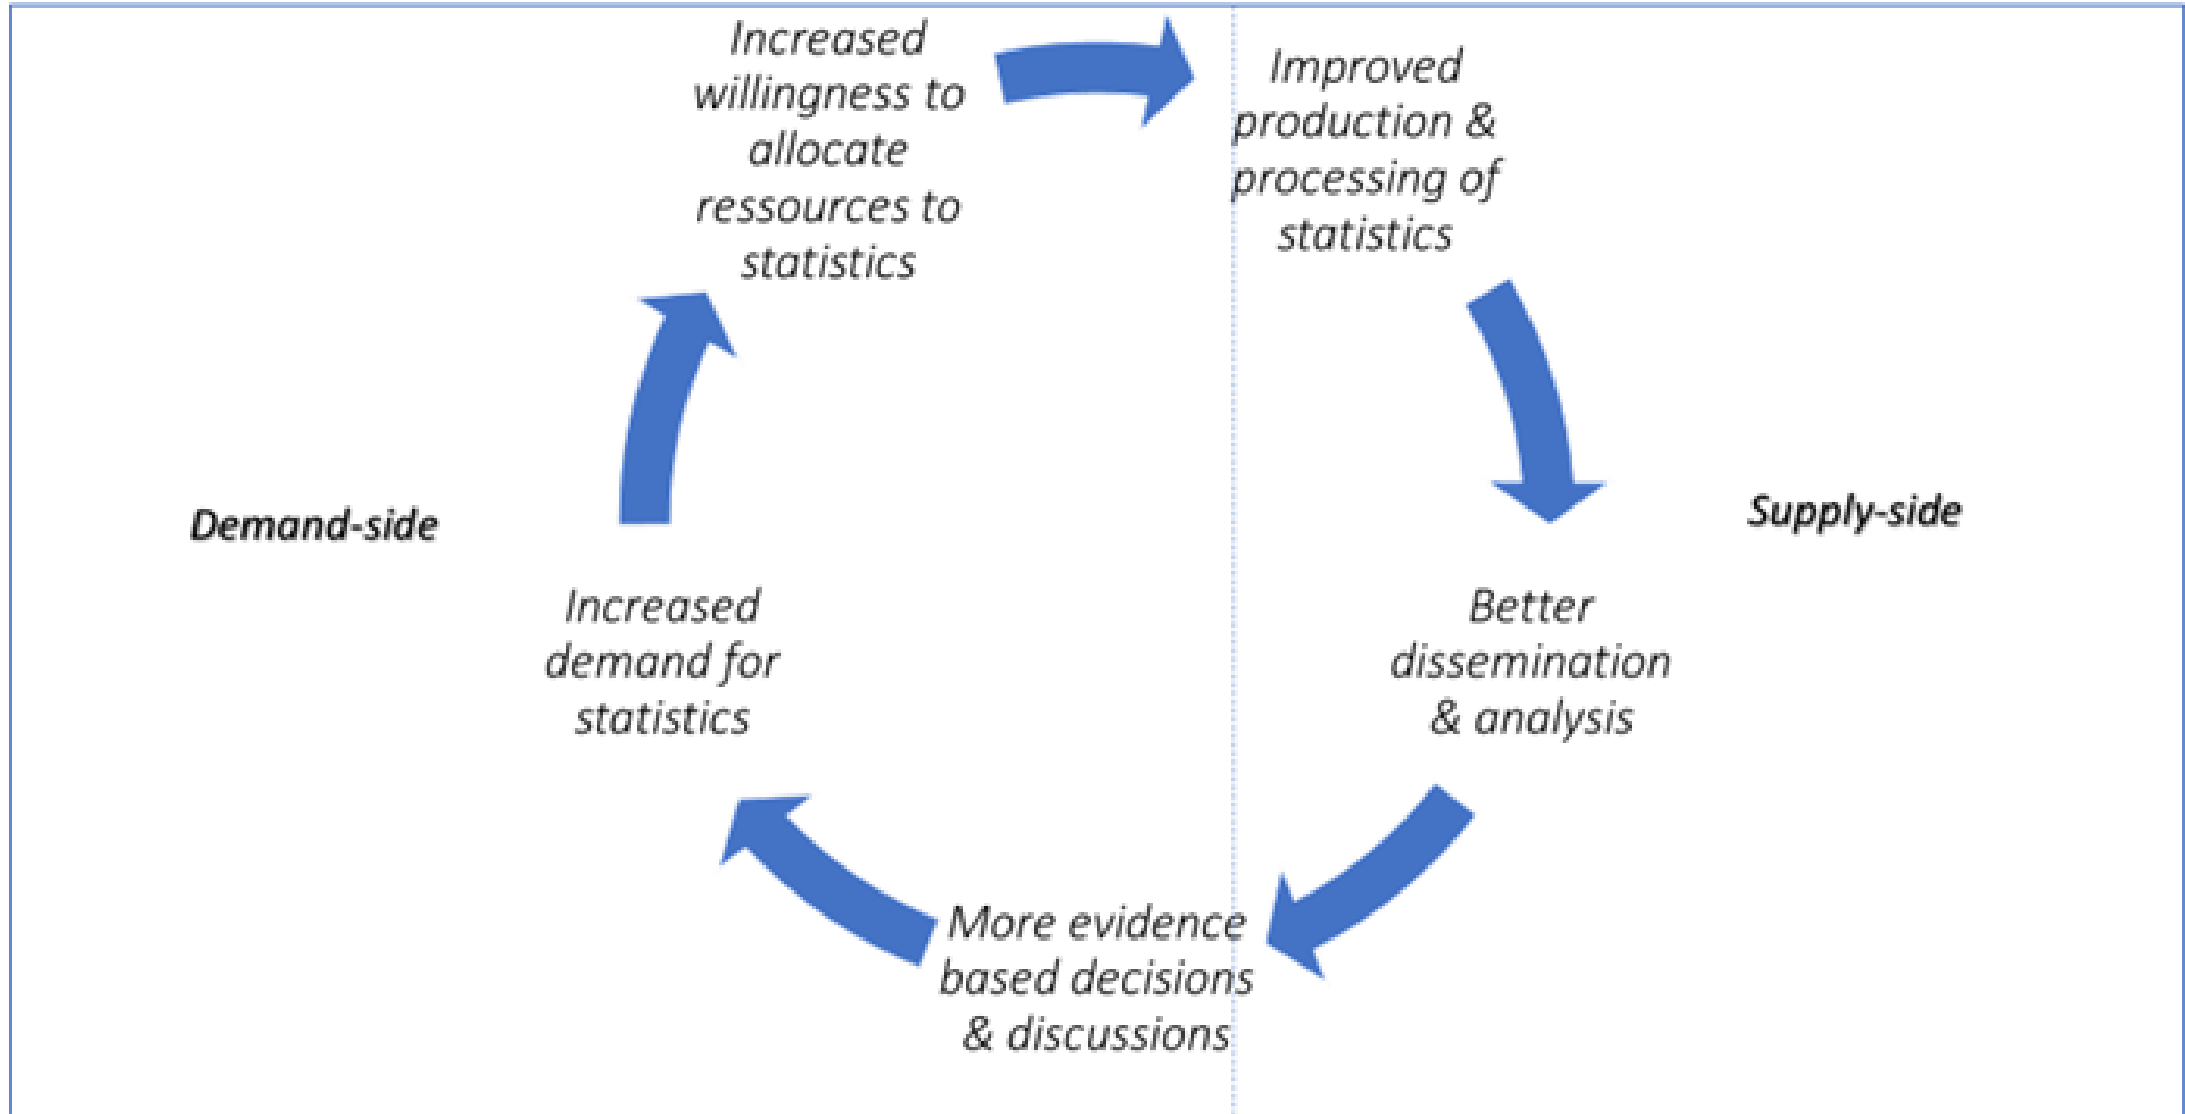 Increased
willingness to
allocate
ressources to
statistics
Improved
production &
processing of
statistics
Demand-side
Supply-side
Increased
demand for
statistics
Better
dissemination
& analysis
More evidence
based decisions
& discussions